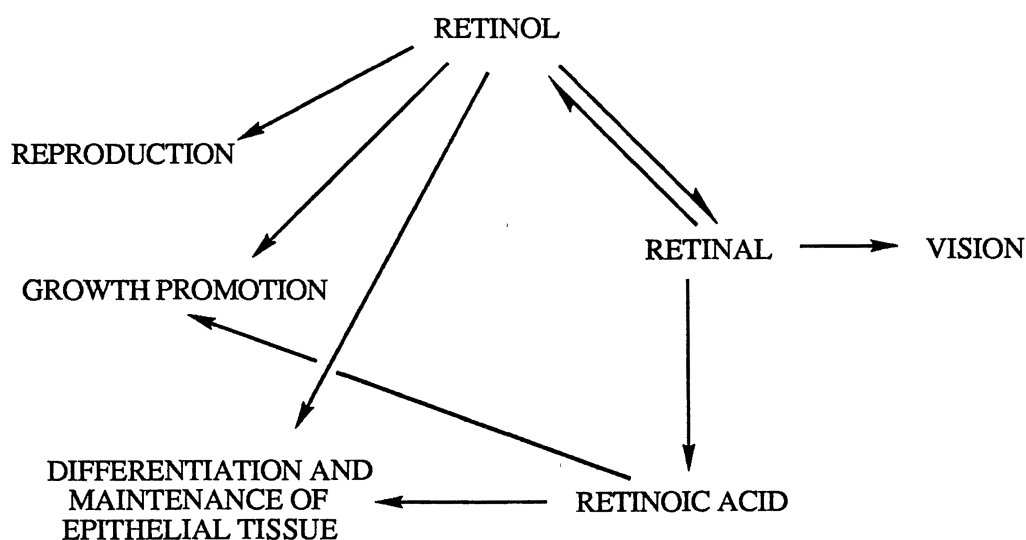 RETINOL
REPRODUCTION
RETINAL
VISION
GROWTH PROMOTION
DIFFERENTIATION AND
MAINTENANCE OF
EPITHELIAL TISSUE
RETINOIC ACID